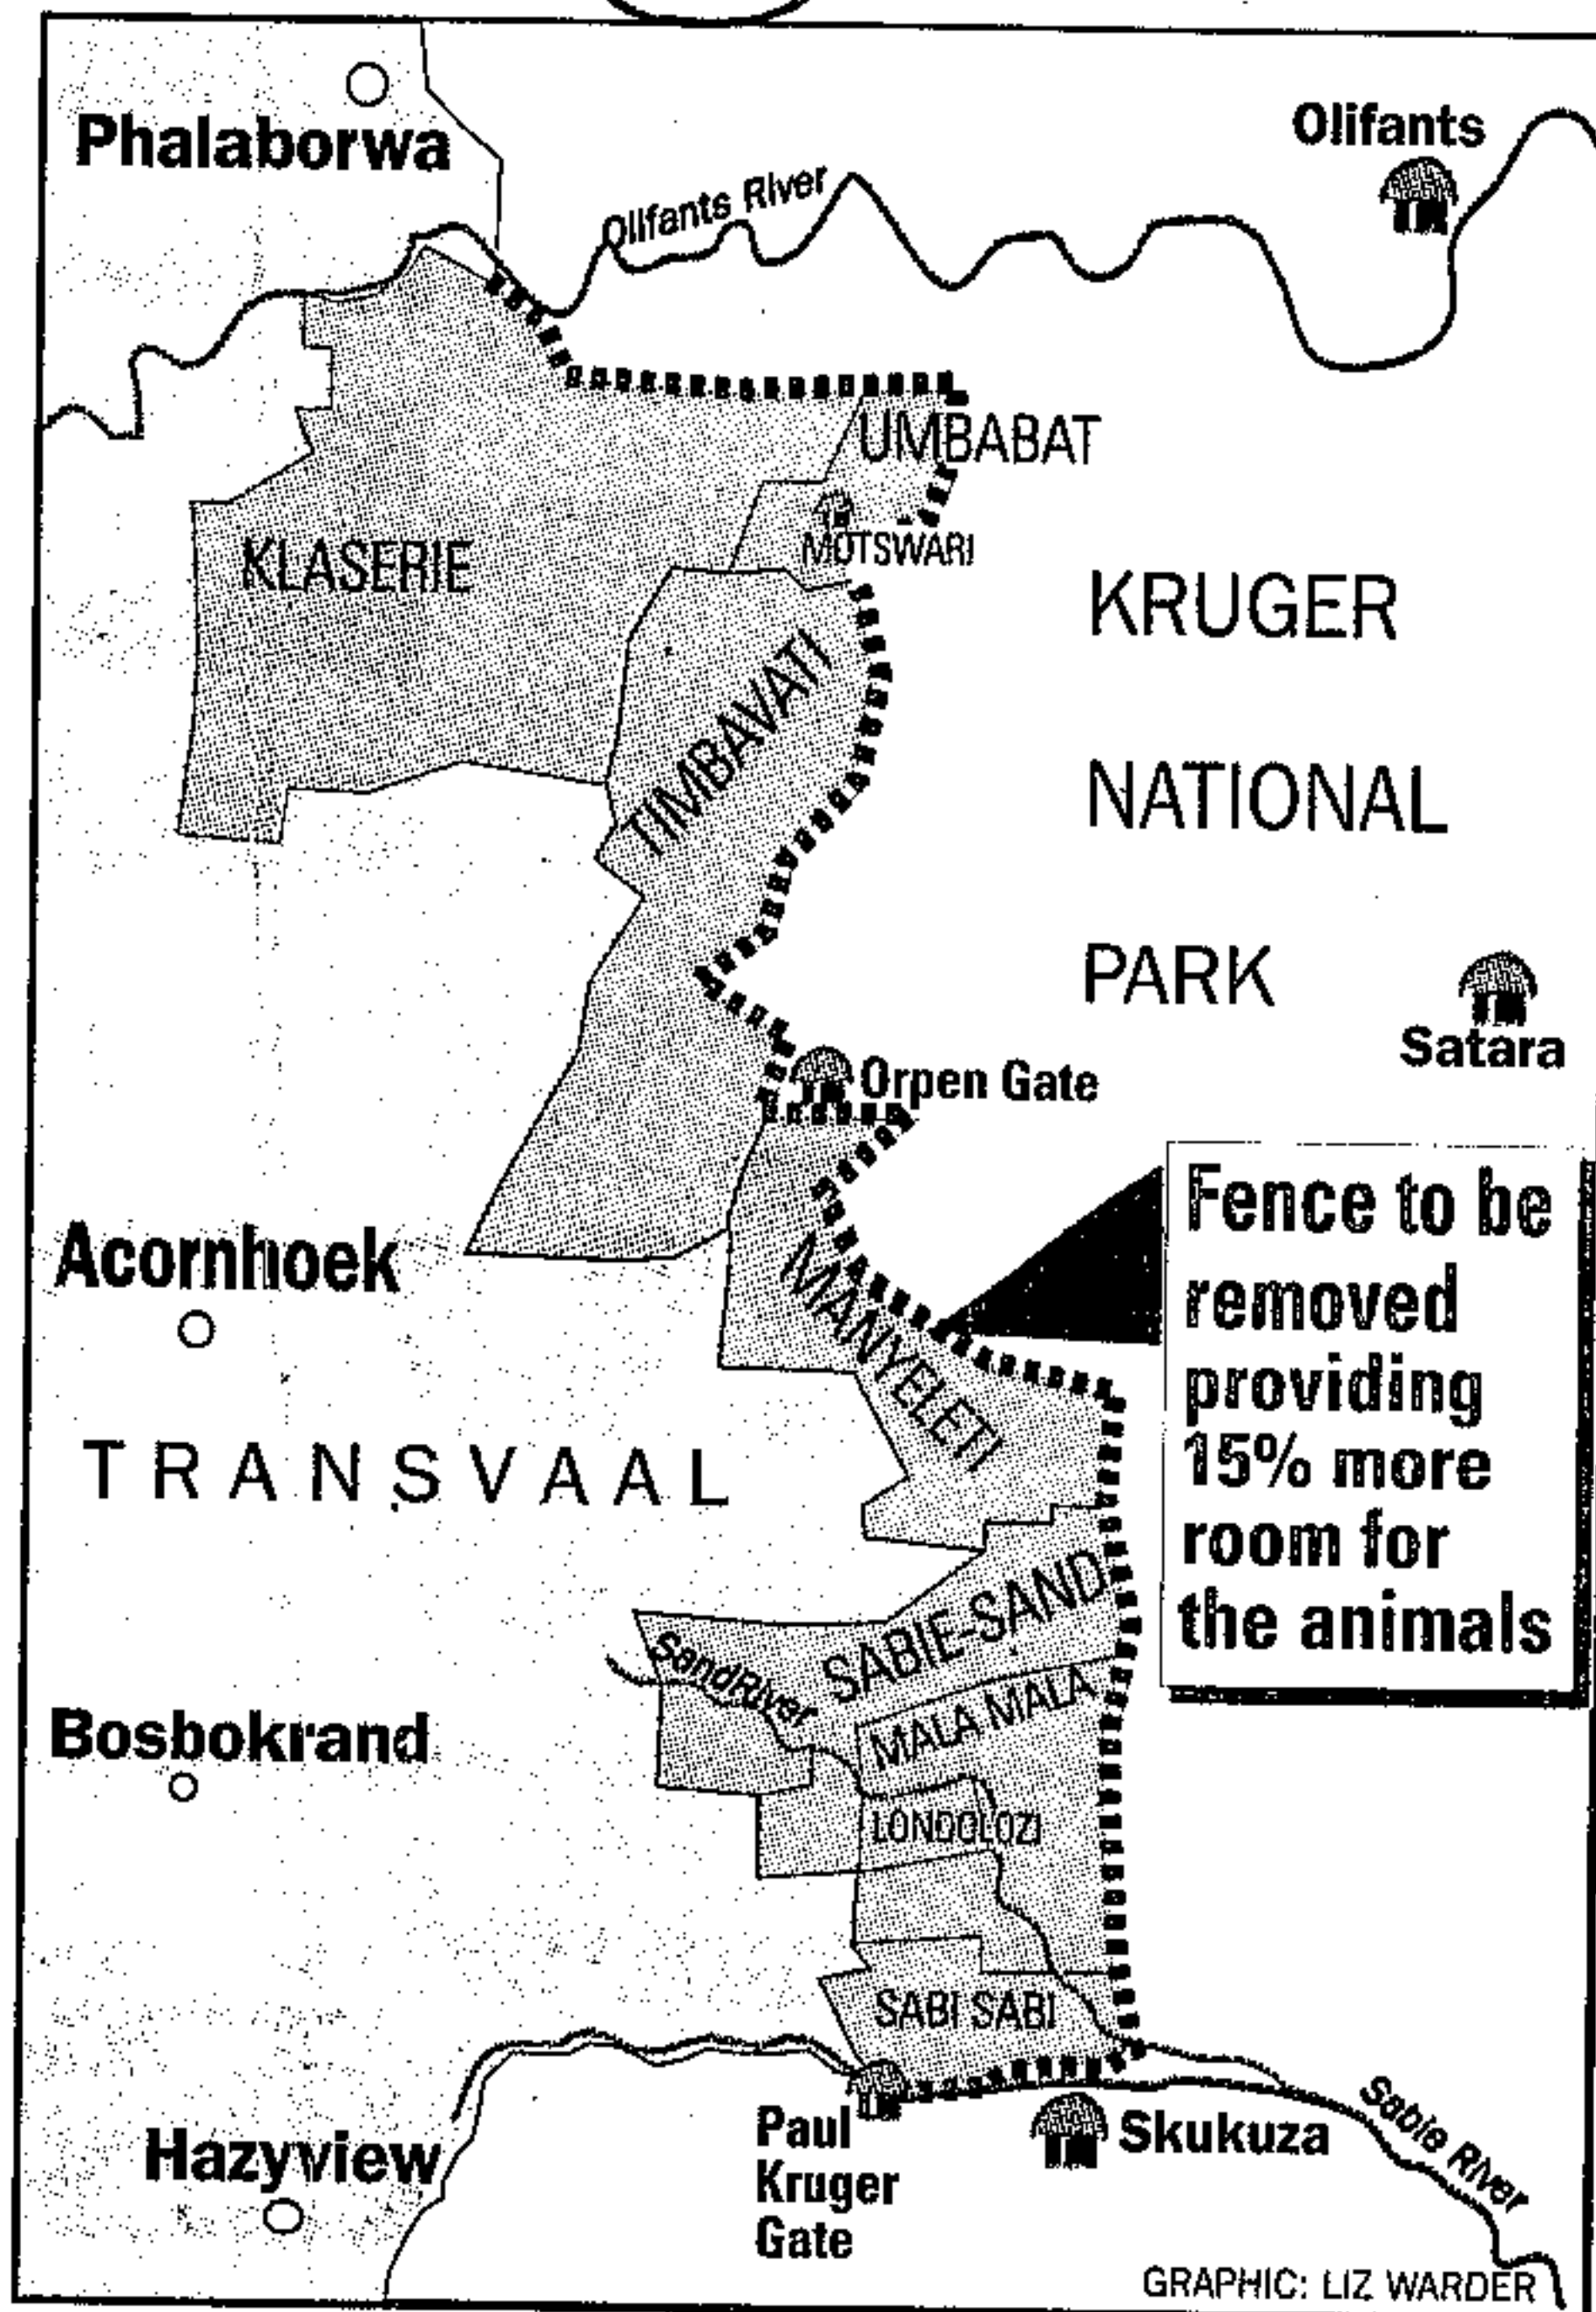 Phalaborwa
Olifants
Olifants River
UMBABAT
MOTSWARI
KLASERIE
KRUGER
NATIONAL
PARK
TIMBAVATI
Satara
Orpen Gate
Fence to be
removed
providing
15% more
room for
the animals
Acornhoek
MANYELETI
TRANSVAAL
SABIE-SAND
SandRiver
MALA MALA
Bosbokrand
LONDOLOZI
SABI SABI
Paul
Kruger
Gate
Skukuza
Sabie River
Hazyview
GRAPHIC: LIZ WARDER